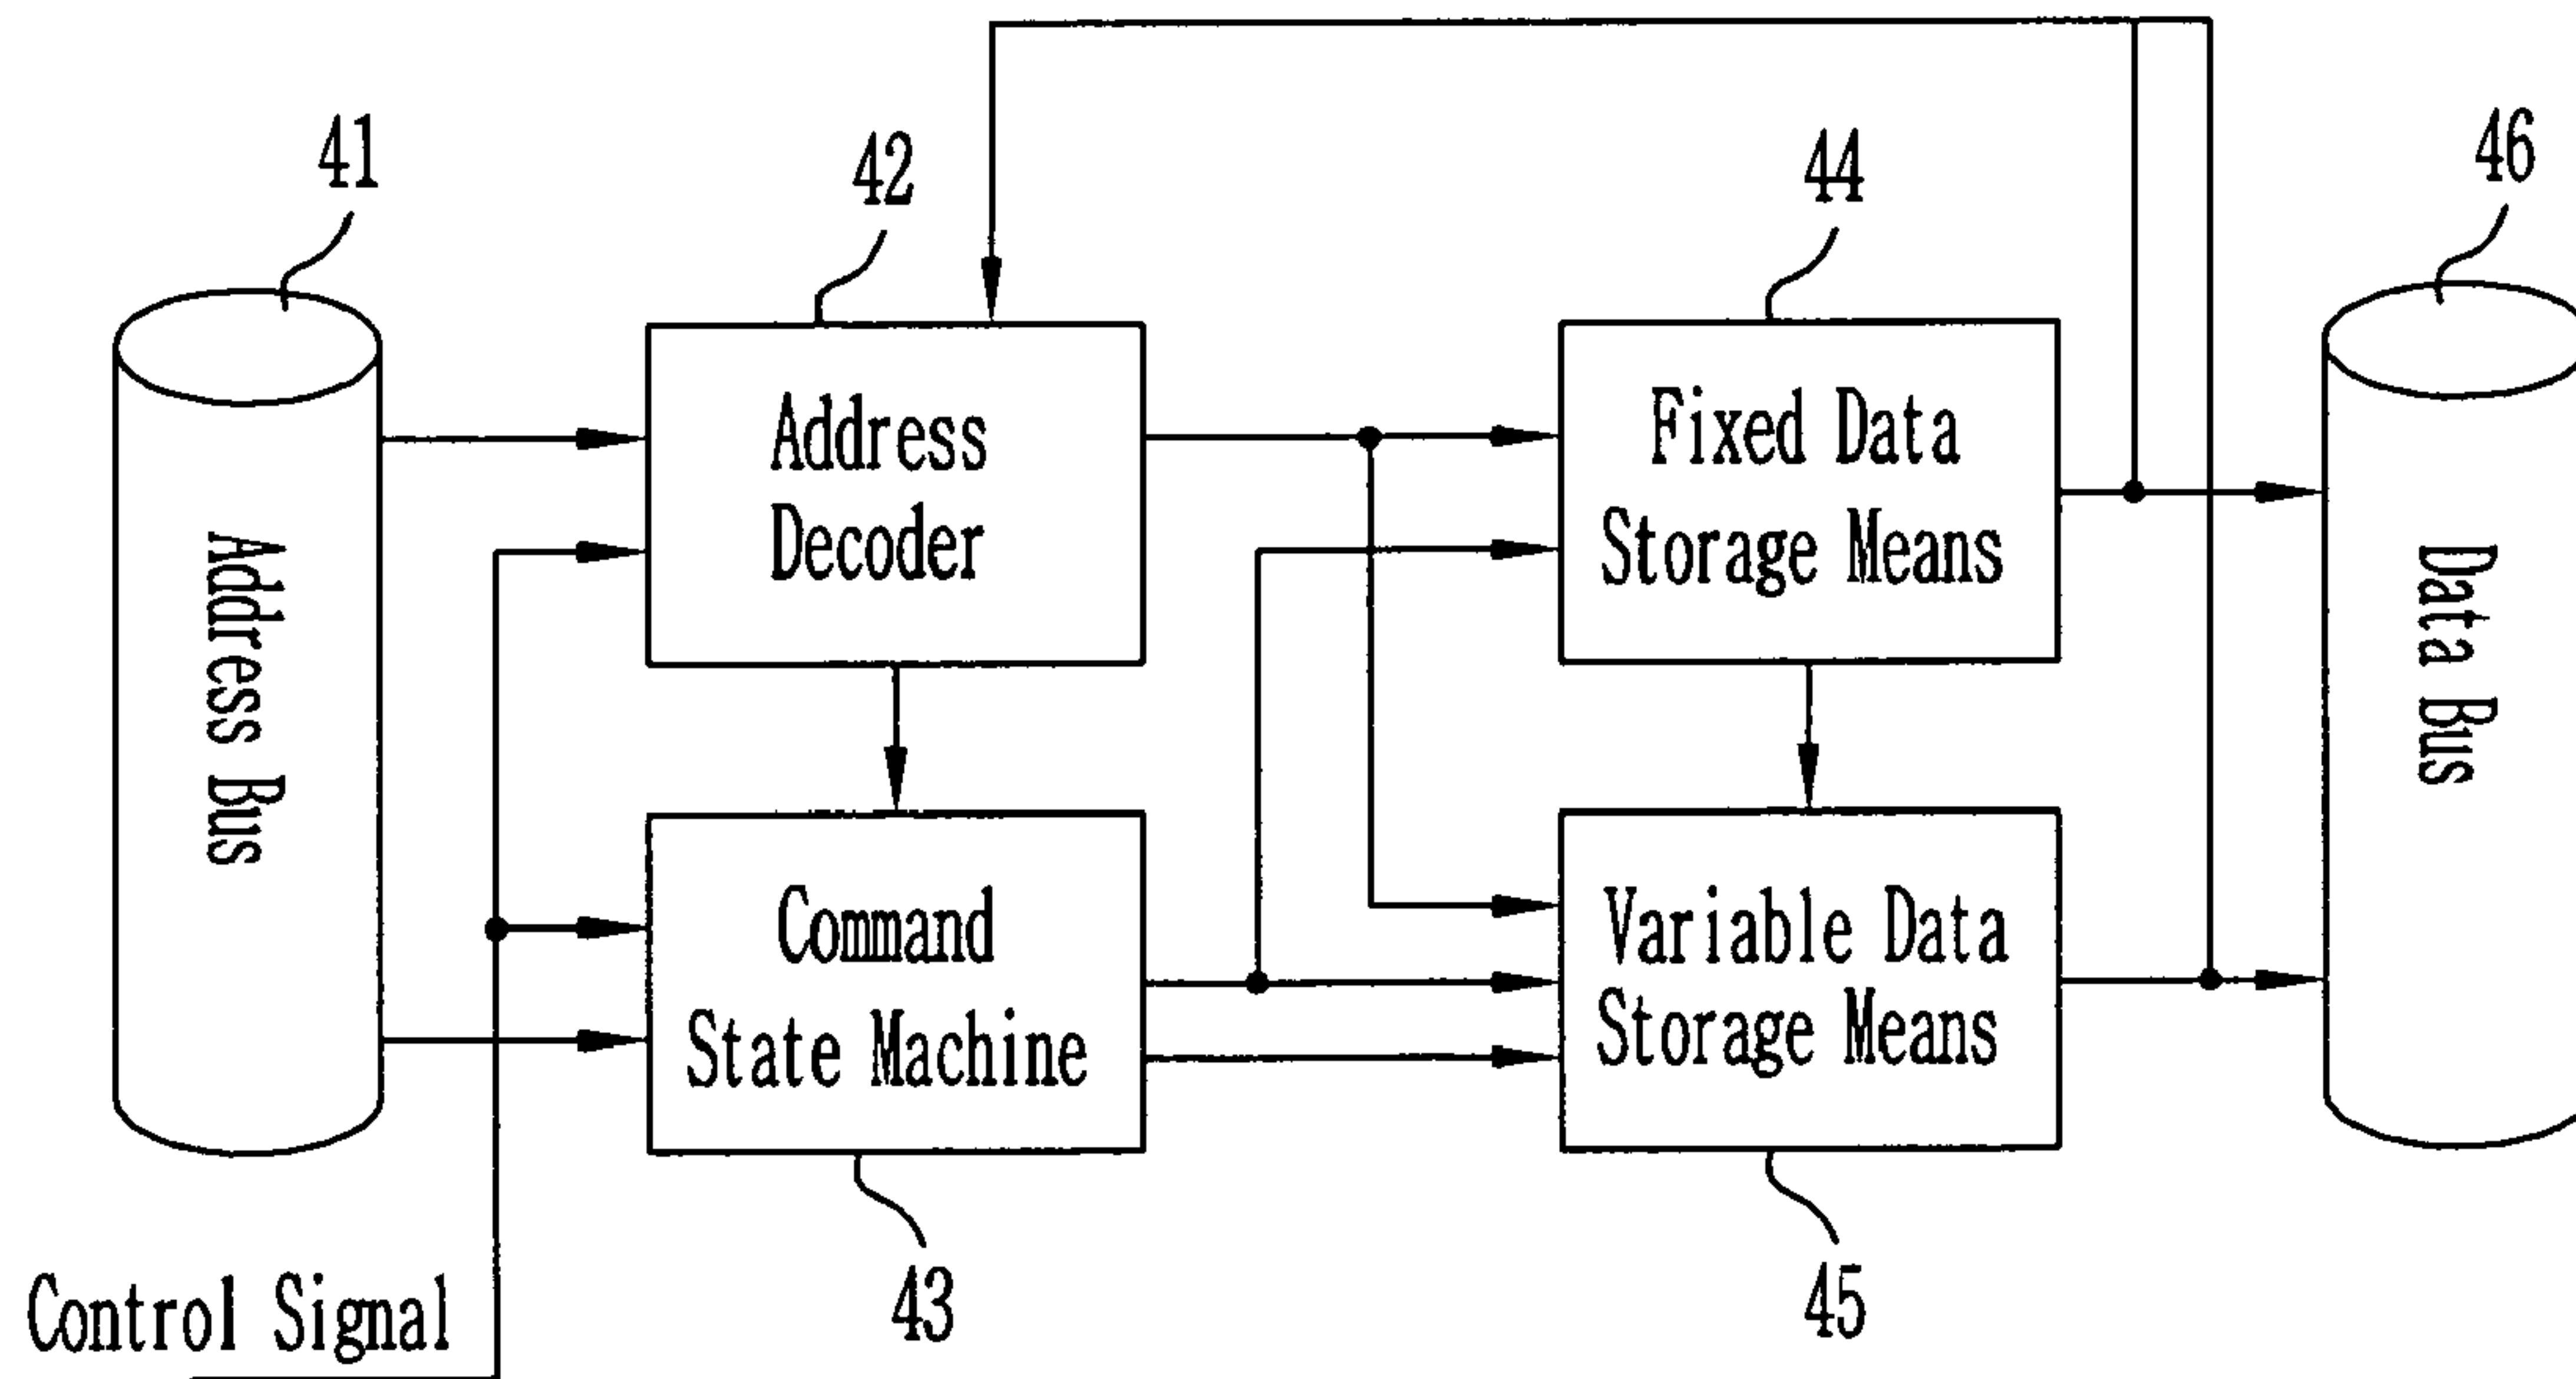 41
42
44
46
Address Bus
Address
Decoder
Fixed Data
Storage Means
Data Bus
Command
State Machine
Variable Data
Storage Means
Control Signal
43
45